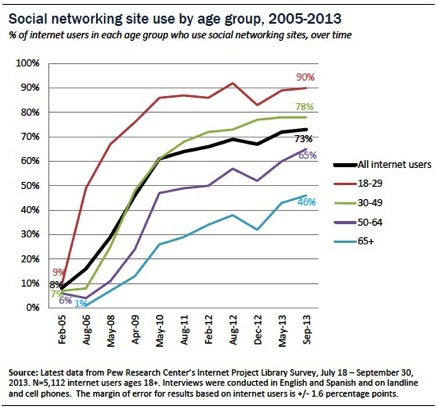 Social networking site use by age group, 2005-2013
% of internet users in each age group who use social networking sites, over time
100%
90%
80%
70%
60%
50%
40%
30%
20%
10%
0%
9%
8%
7%
6%
1%
90%
78%
73%
65%
46%
Feb-05
Aug-06
May-08
Apr-09
May-10
Aug-11
Feb-12
Aug-12
Dec-12
May-13
Sep-13
All internet users
18-29
30-49
50-64
65+
Source: Latest data from Pew Research Center's Internet Project Library Survey, July 18 – September 30,
2013. N=5,112 internet users ages 18+. Interviews were conducted in English and Spanish and on landline
and cell phones. The margin of error for results based on internet users is +/- 1.6 percentage points.